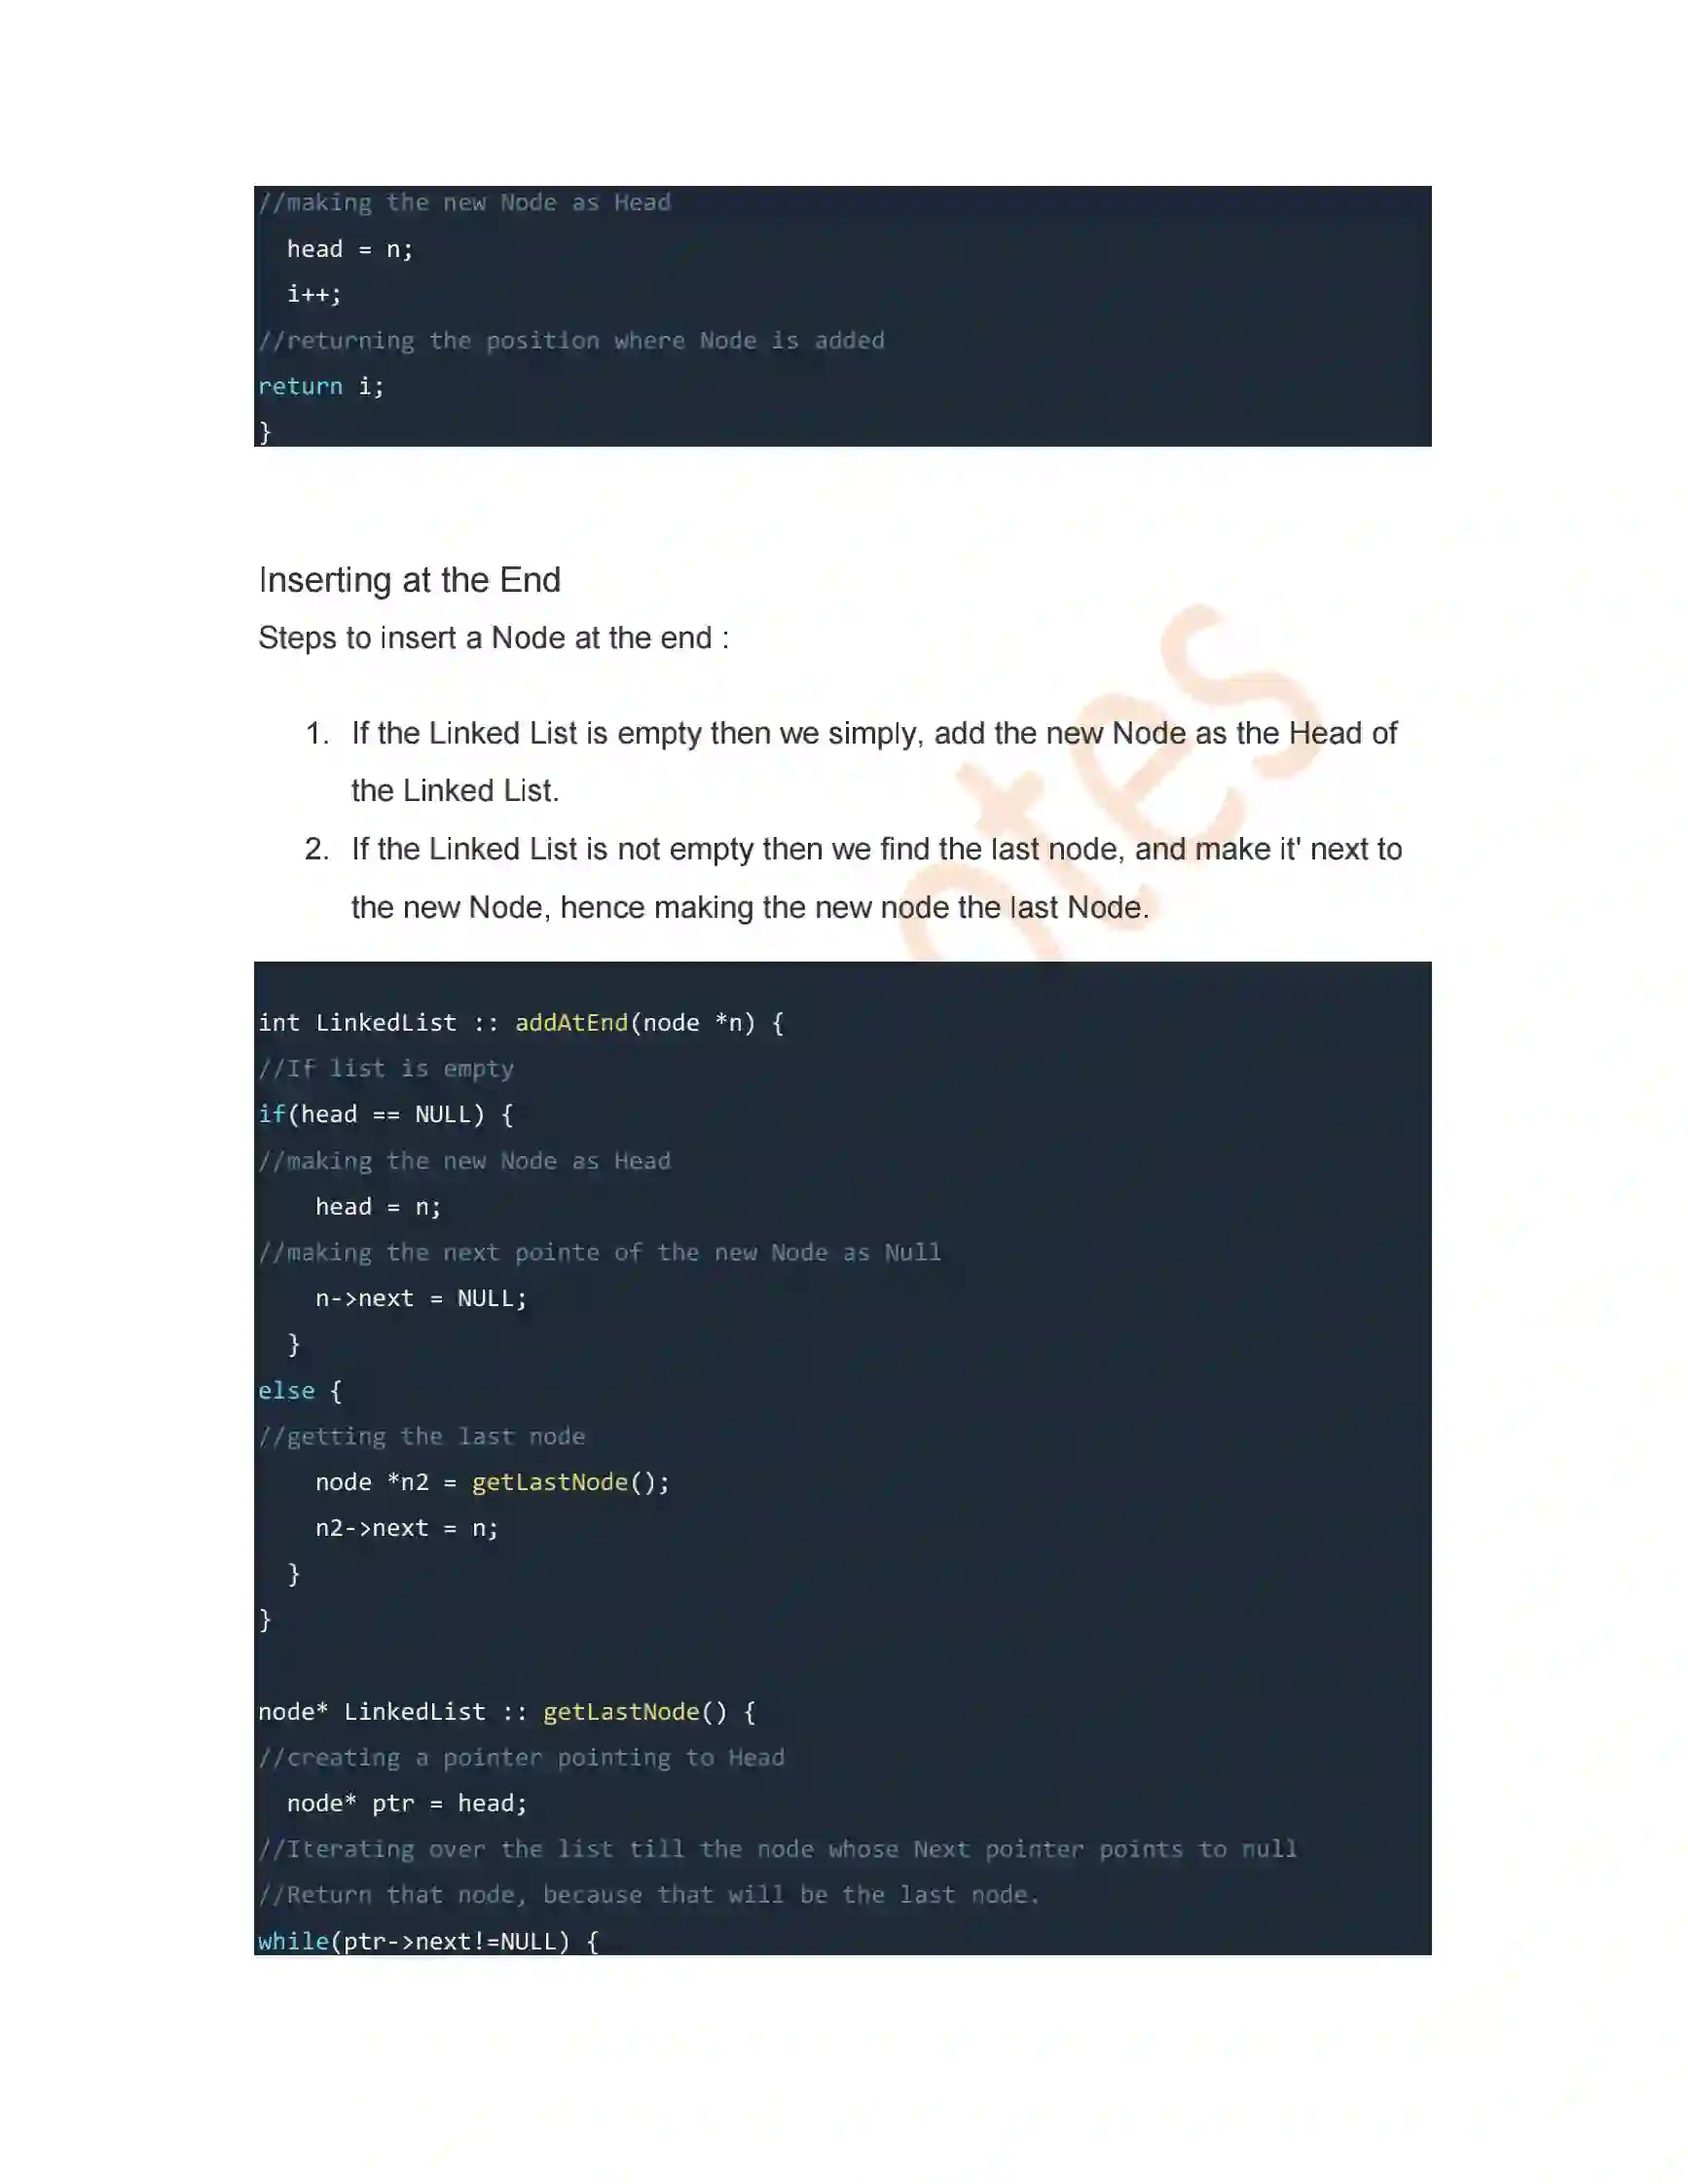 //making the new Node as Head
head = n;
i++;
//returning the position where Node is added
return i;
}
Inserting at the End
Steps to insert a Node at the end :
1. If the Linked List is empty then we simply, add the new Node as the Head of
the Linked List.
2. If the Linked List is not empty then we find the last node, and make it' next to
the new Node, hence making the new node the last Node.
int LinkedList :: addAtEnd(node *n) {
//If list is empty
if(head == NULL) {
//making the new Node as Head
head = n;
//making the next pointe of the new Node as Null
n->next = NULL;
}
else {
//getting the last node
node *n2 = getLastNode();
n2->next = n;
}
}
node* LinkedList :: getLastNode() {
//creating a pointer pointing to Head
node* ptr = head;
//Iterating over the list till the node whose Next pointer points to null
//Return that node, because that will be the last node.
while(ptr->next!=NULL) {